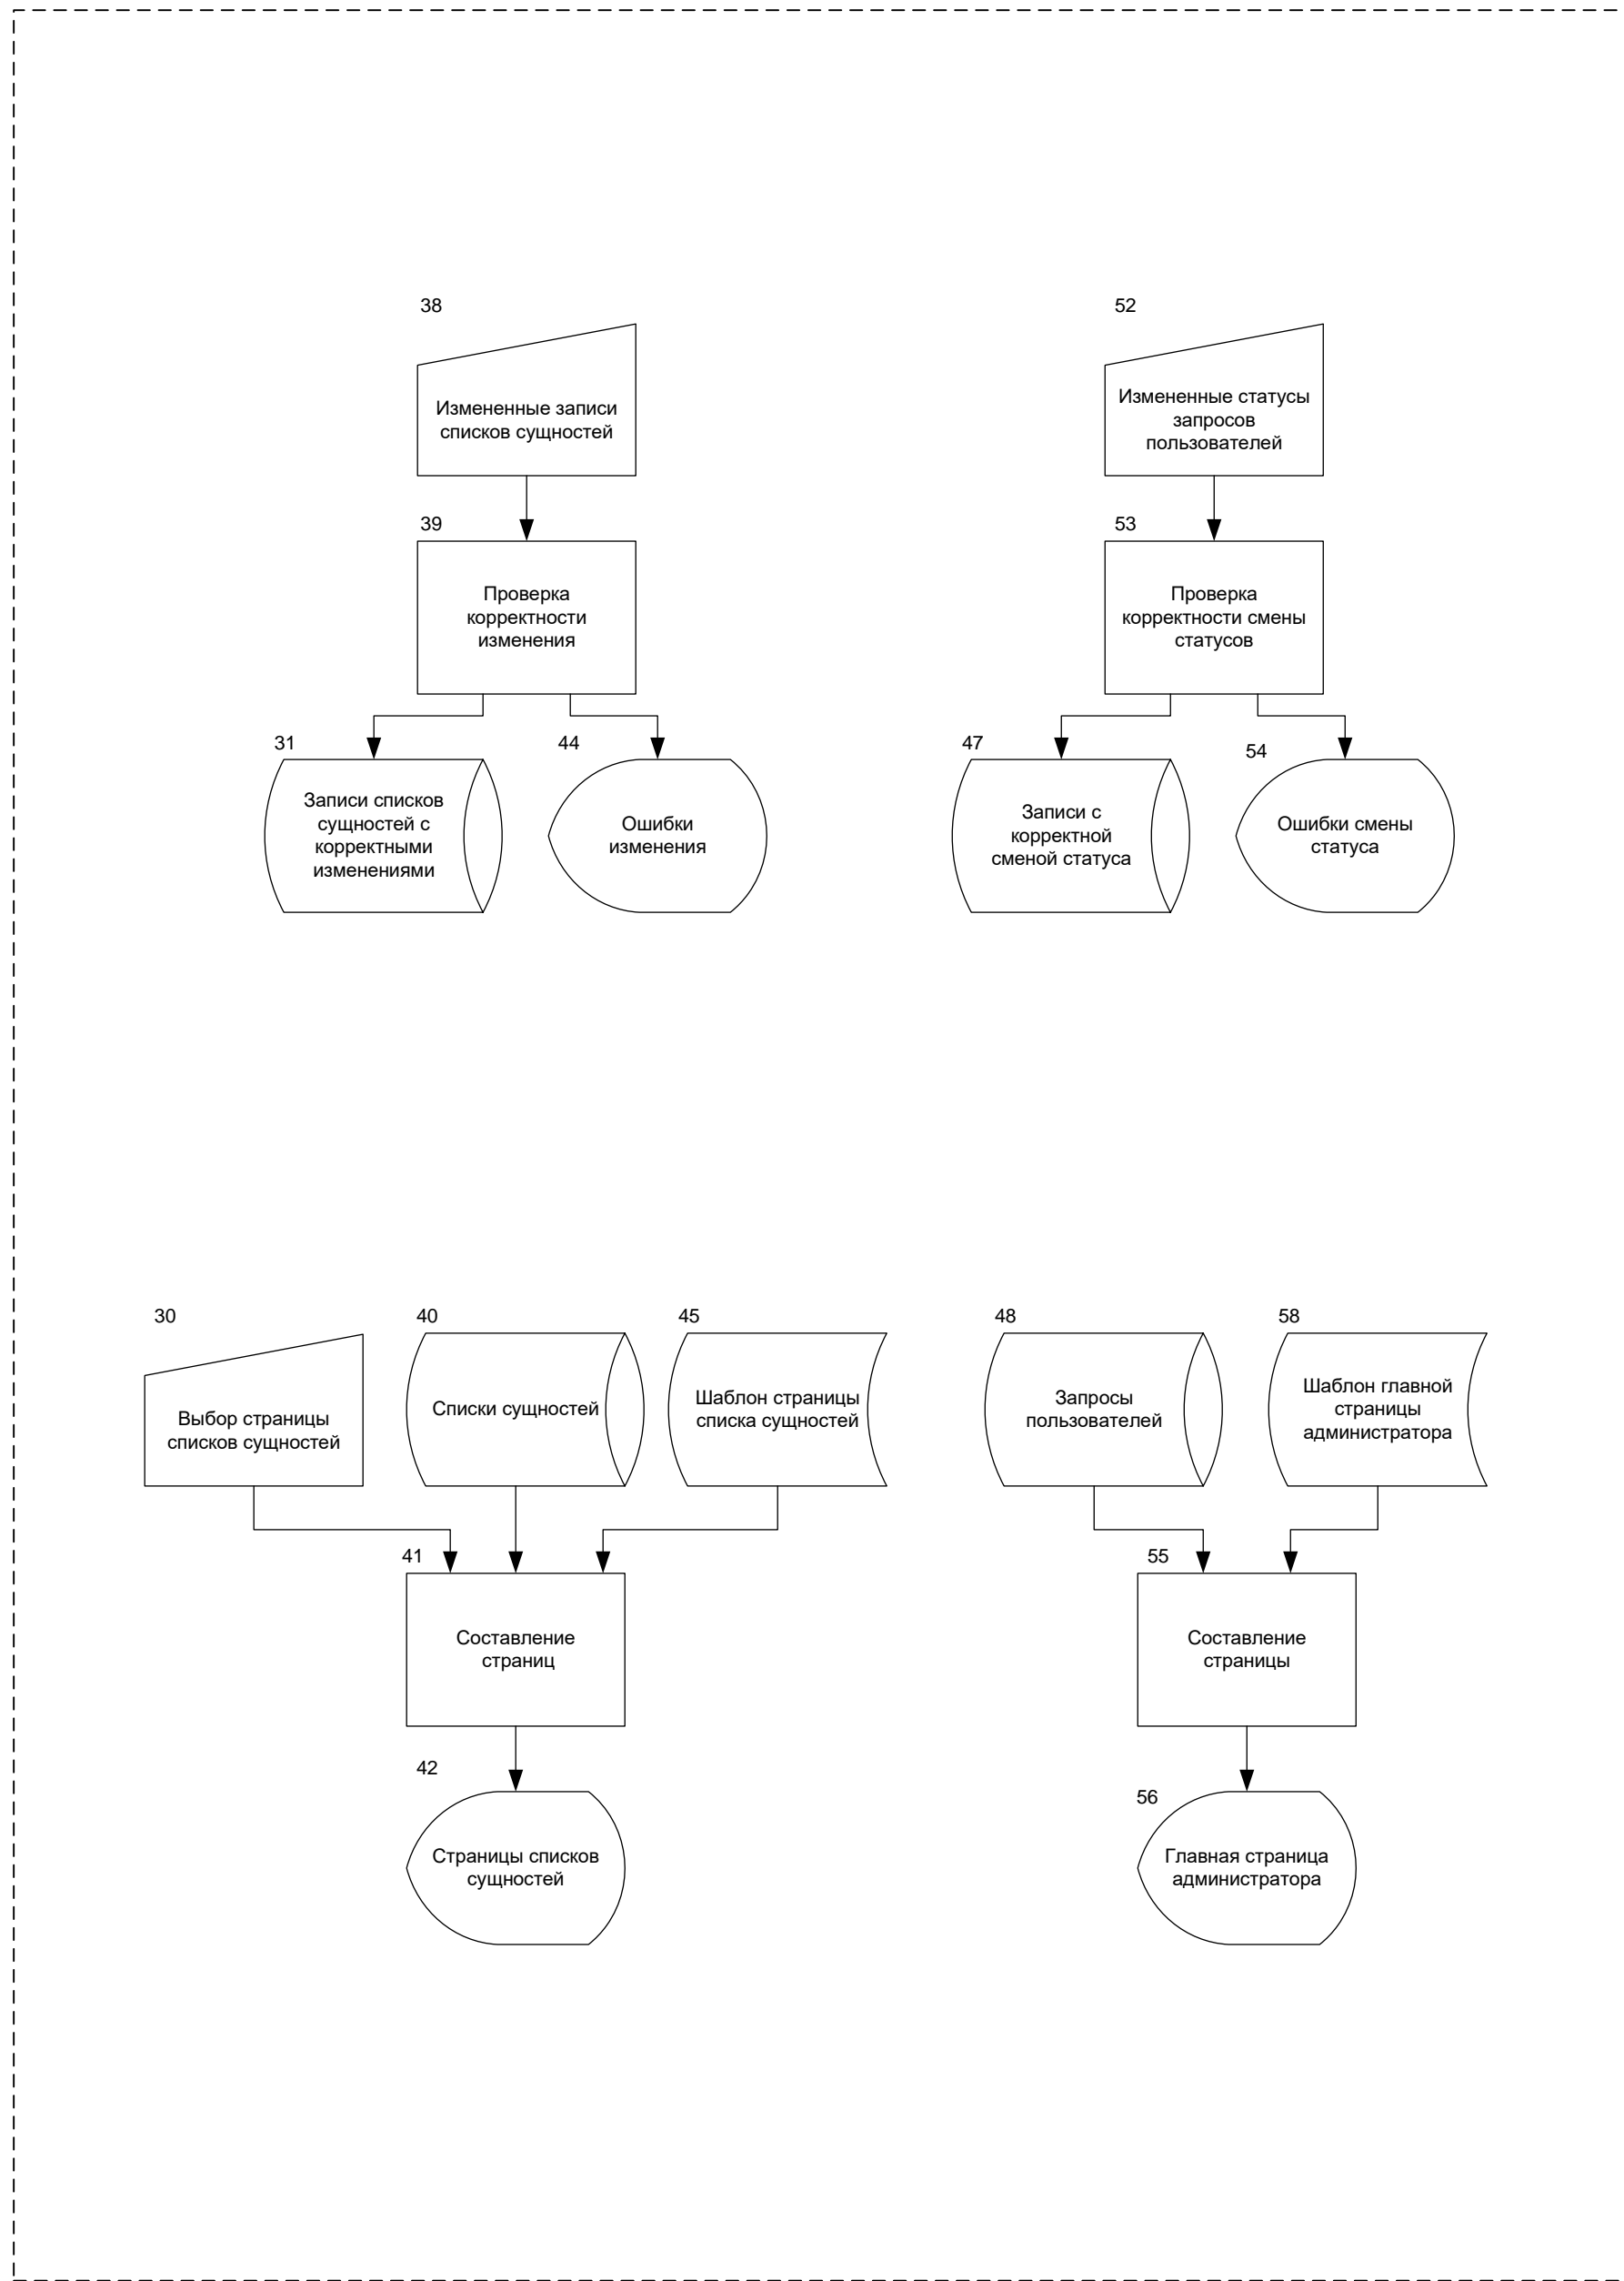 38
Измененные записи
списков сущностей
39
Проверка
корректности
изменения
31
Записи списков
сущностей с
корректными
изменениями
44
Ошибки
изменения
52
Измененные статусы
запросов
пользователей
53
Проверка
корректности смены
статусов
47
Записи с
корректной
сменой статуса
54
Ошибки смены
статуса
30
Выбор страницы
списков сущностей
40
Списки сущностей
45
Шаблон страницы
списка сущностей
41
Составление
страниц
42
Страницы списков
сущностей
48
Запросы
пользователей
58
Шаблон главной
страницы
администратора
55
Составление
страницы
56
Главная страница
администратора